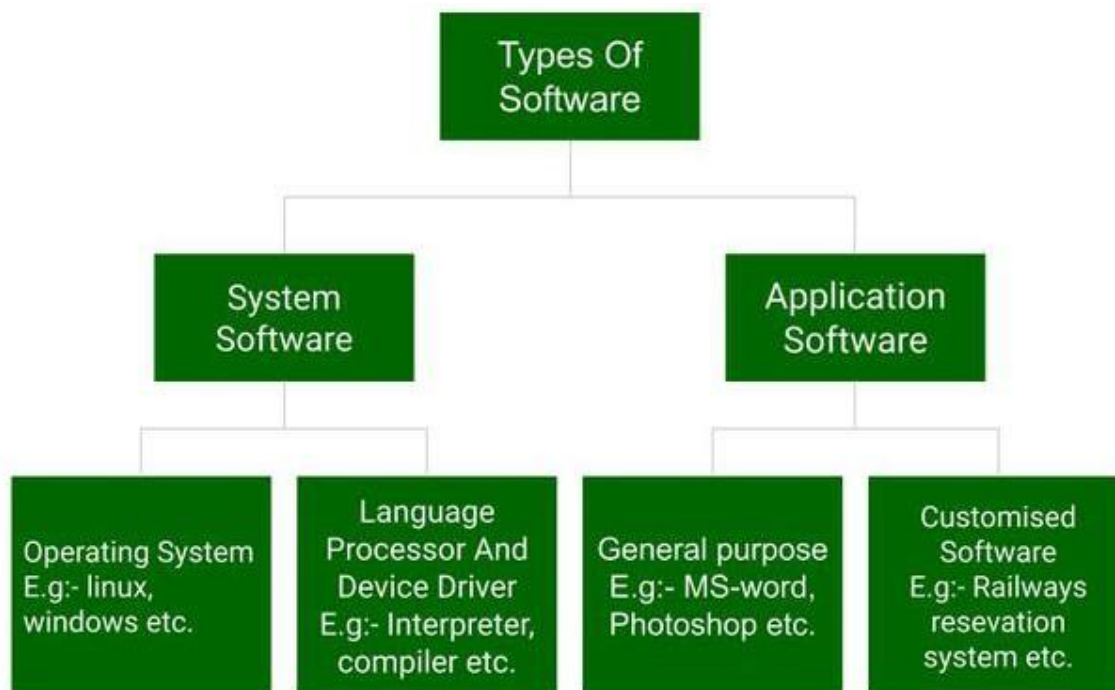 Types Of
Software
System
Software
Application
Software
Operating System
E.g:- linux,
windows etc.
Language
Processor And
Device Driver
E.g:- Interpreter,
compiler etc.
General purpose
E.g:- MS-word,
Photoshop etc.
Customised
Software
E.g:- Railways
resevation
system etc.